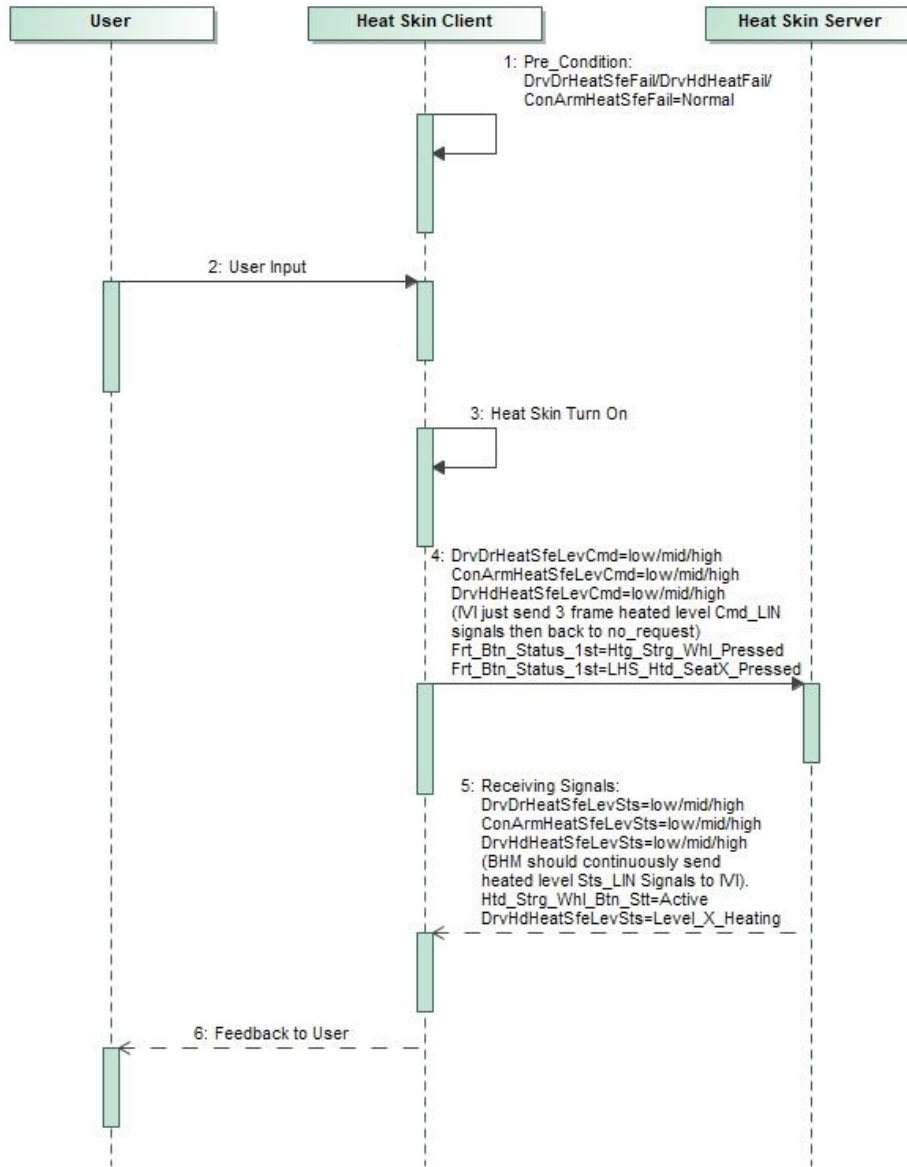 User
Heat Skin Client
Heat Skin Server
1: Pre_Condition:
DrvDrHeatSfeFail/DrvHdHeatFail/
ConArmHeatSfeFail=Normal
2: User Input
3: Heat Skin Turn On
4: DrvDrHeatSfeLevCmd=low/mid/high
ConArmHeatSfeLevCmd=low/mid/high
DrvHdHeatSfeLevCmd=low/mid/high
(IVI just send 3 frame heated level Cmd_LIN
signals then back to no_request)
Frt_Btn_Status_1st=Htg_Strg_Whl_Pressed
Frt_Btn_Status_1st=LHS_Htd_SeatX_Pressed
5: Receiving Signals:
DrvDrHeatSfeLevSts=low/mid/high
ConArmHeatSfeLevSts=low/mid/high
DrvHdHeatSfeLevSts=low/mid/high
(BHM should continuously send
heated level Sts_LIN Signals to IVI).
Htd_Strg_Whl_Btn_Stt=Active
DrvHdHeatSfeLevSts=Level_X_Heating
6: Feedback to User